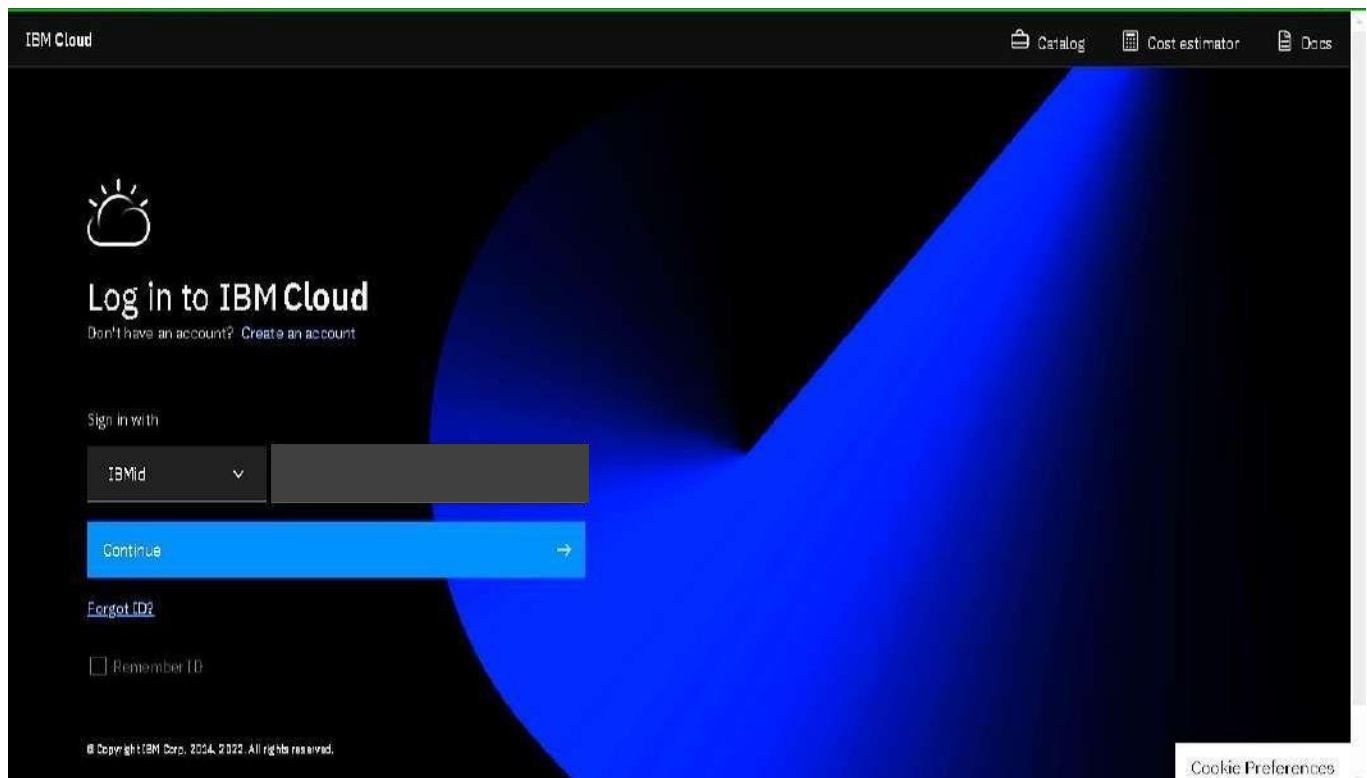 IBM Cloud
Catalog
Cost estimator
Docs
Log in to IBM Cloud
Don't have an account? Create an account
Sign in with
IBMid
Continue
Forgot ID?
Remember ID
© Copyright IBM Corp. 2014, 2022. All rights reserved.
Cookie Preferences